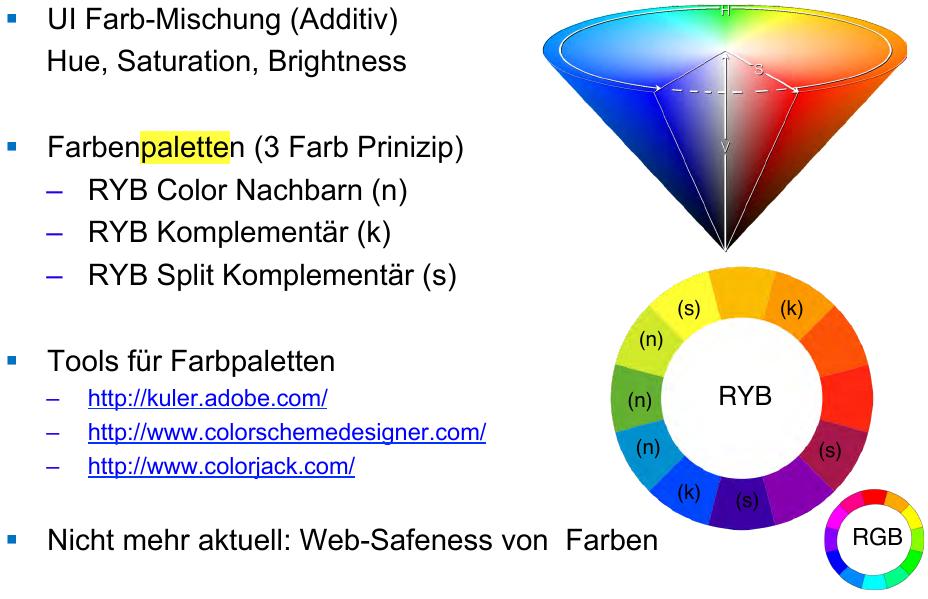 UI Farb-Mischung (Additiv)
Hue, Saturation, Brightness
Farbenpaletten (3 Farb Prinizip)
– RYB Color Nachbarn (n)
– RYB Komplementär (k)
– RYB Split Komplementär (s)
Tools für Farbpaletten
– http://kuler.adobe.com/
– http://www.colorschemedesigner.com/
– http://www.colorjack.com/
Nicht mehr aktuell: Web-Safeness von Farben
H
S
V
(s)
(k)
(n)
(n)
RYB
(n)
(s)
(k)
(s)
RGB